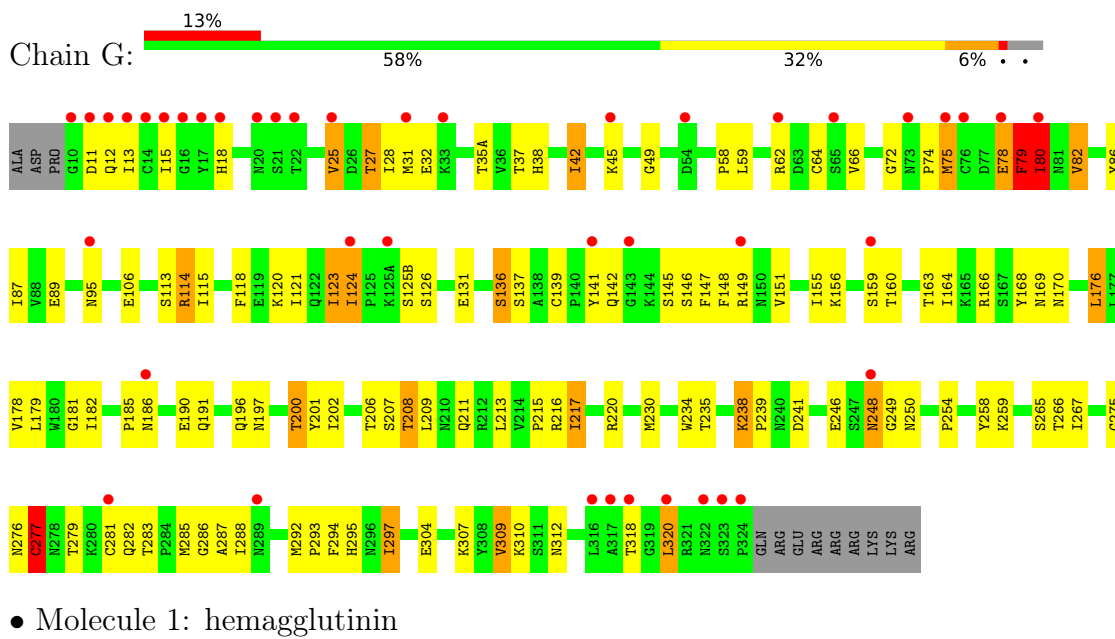 13%
Chain G:
58% 32% 6% • •
ALA ASP PRO G10 D11 Q12 I13 C14 I15 G16 Y17 H18 N20 S21 T22 V25 D26 T27 I28 M31 E32 K33 T35A V36 T37 H38 I42 K45 G49 D54 P58 L59 R62 D63 C64 S65 V66 G72 N73 P74 M75 C76 D77 E78 F79 I80 N81 V82 Y86
I87 V88 E89 N95 E106 S113 R114 I115 F118 E119 K120 I121 Q122 I123 I124 P125 K125A S125B S126 E131 S136 S137 A138 C139 P140 Y141 Q142 G143 K144 S145 S146 F147 F148 R149 N150 V151 I155 K156 S159 T160 T163 I164 K165 R166 S167 Y168 N169 N170 L176 L177
V178 L179 W180 G181 I182 P185 N186 E190 Q191 Q196 N197 T200 Y201 I202 T206 S207 T208 L209 N210 Q211 R212 L213 V214 P215 R216 I217 R220 M230 W234 T235 K238 P239 N240 D241 E246 S247 N248 G249 N250 P254 Y258 K259 S265 T266 I267 G275
N276 C277 N278 T279 K280 C281 Q282 T283 P284 M285 G286 A287 I288 N289 M292 P293 F294 H295 N296 I297 E304 K307 Y308 V309 K310 S311 N312 L316 A317 T318 G319 L320 R321 N322 S323 P324 GLN ARG GLU ARG ARG ARG LYS LYS ARG
• Molecule 1: hemagglutinin